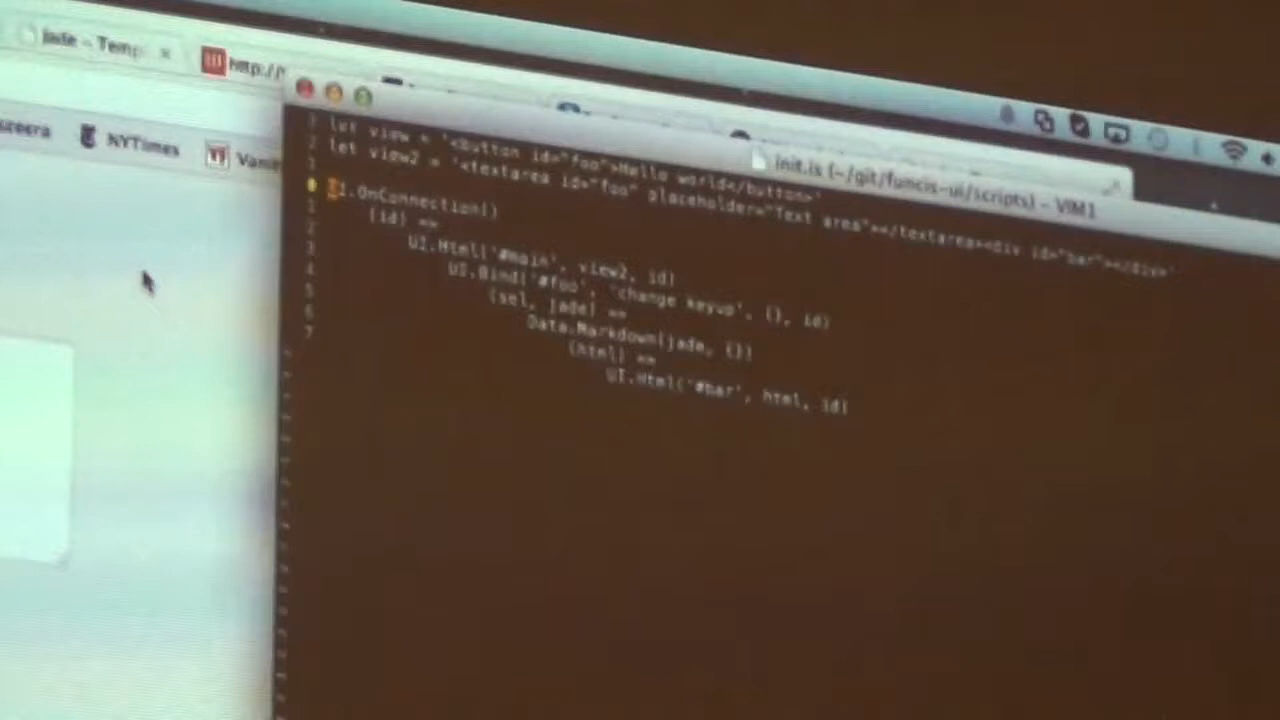 jade - Temp
http://
seera NYTimes Vani
init.js (~/git/funcis-ui/scripts) - VIM1
let view = '<button id="foo">Hello world</button>'
let view2 = '<textarea id="foo" placeholder="Text area"></textarea><div id="bar"></div>'
UI.OnConnection()
(id) =>
UI.Html('#main', view2, id)
UI.Bind('#foo', 'change keyup', {}, id)
(sel, jade) =>
Data.Markdown(jade, {})
(html) =>
UI.Html('#bar', html, id)